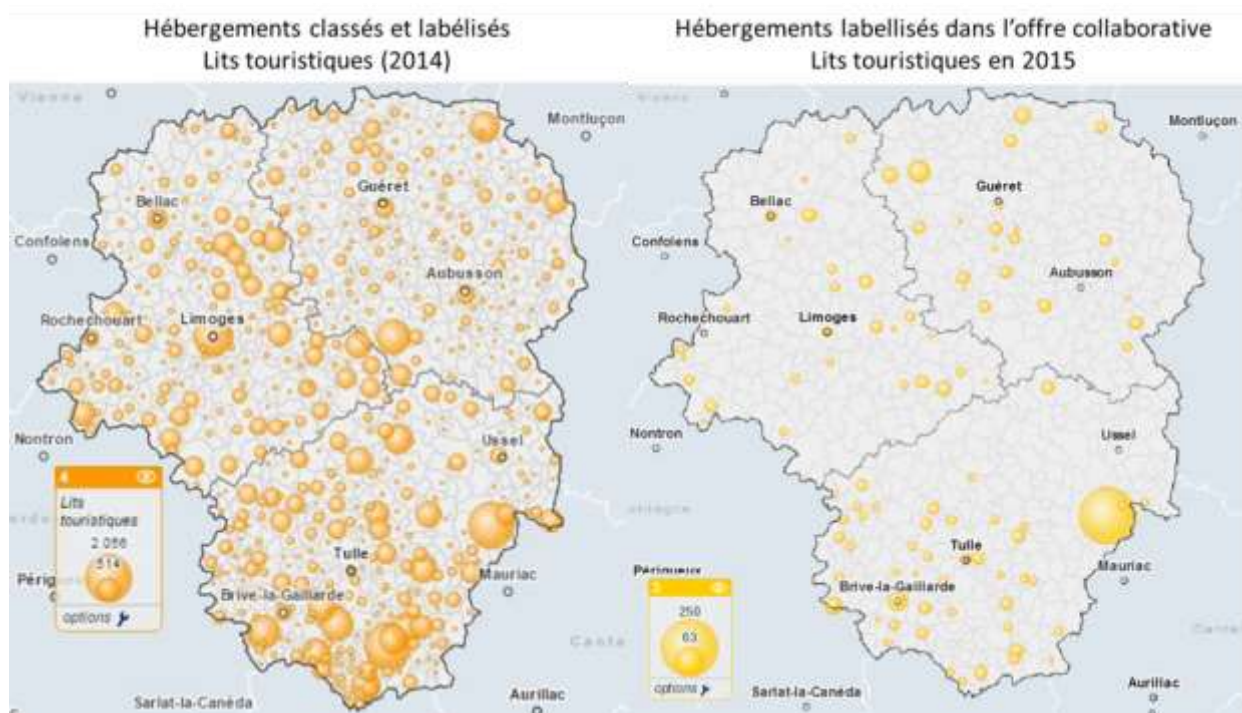 Hébergements classés et labélisés
Lits touristiques (2014)
Vienne
Montluçon
Guéret
Bellac
Confolens
Aubusson
Rochechouart
Limoges
Nontron
Ussel
4
Lits
touristiques
2 056
514
options
Tulle
Mauriac
Brive-la-Gaillarde
Sarlat-la-Canéda
Aurillac
Hébergements labellisés dans l'offre collaborative
Lits touristiques en 2015
Montluçon
Guéret
Bellac
Confolens
Aubusson
Rochechouart
Limoges
Nontron
Ussel
Tulle
Périgueux
Mauriac
Brive-la-Gaillarde
250
63
options
Sarlat-la-Canéda
Aurillac